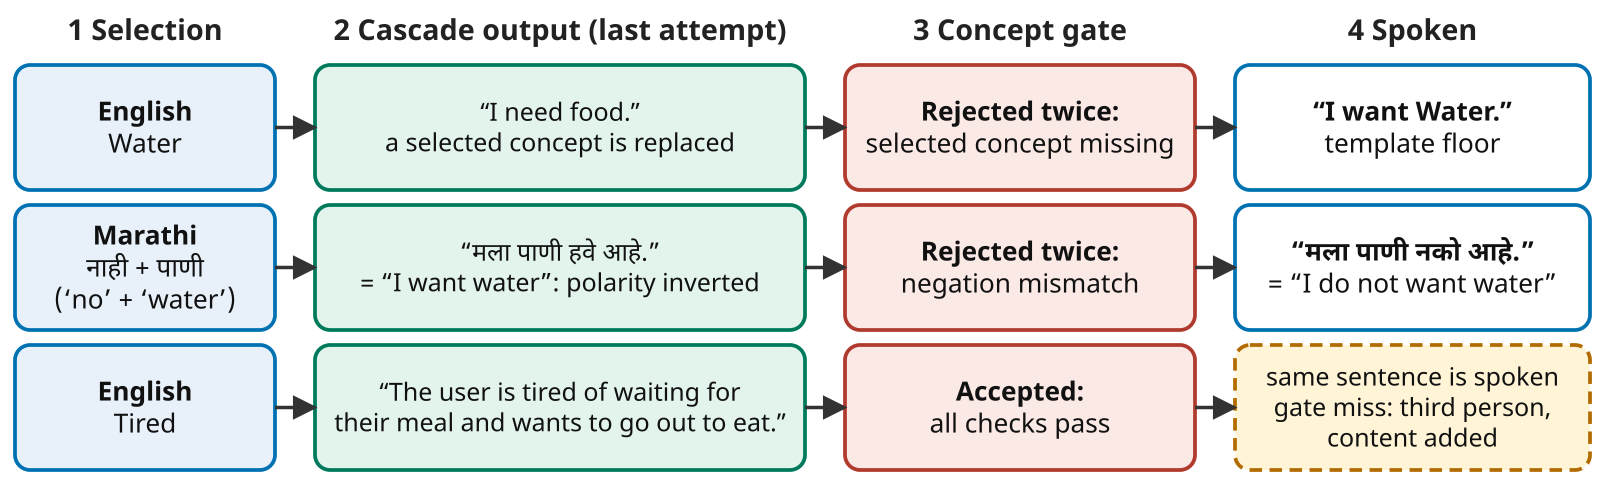 1 Selection
2 Cascade output (last attempt)
3 Concept gate
4 Spoken
English
Water
“I need food.”
a selected concept is replaced
Rejected twice:
selected concept missing
“I want Water.”
template floor
Marathi
नाही + पाणी
(‘no’ + ‘water’)
“मला पाणी हवे आहे.”
= “I want water”: polarity inverted
Rejected twice:
negation mismatch
“मला पाणी नको आहे.”
= “I do not want water”
English
Tired
“The user is tired of waiting for
their meal and wants to go out to eat.”
Accepted:
all checks pass
same sentence is spoken
gate miss: third person,
content added